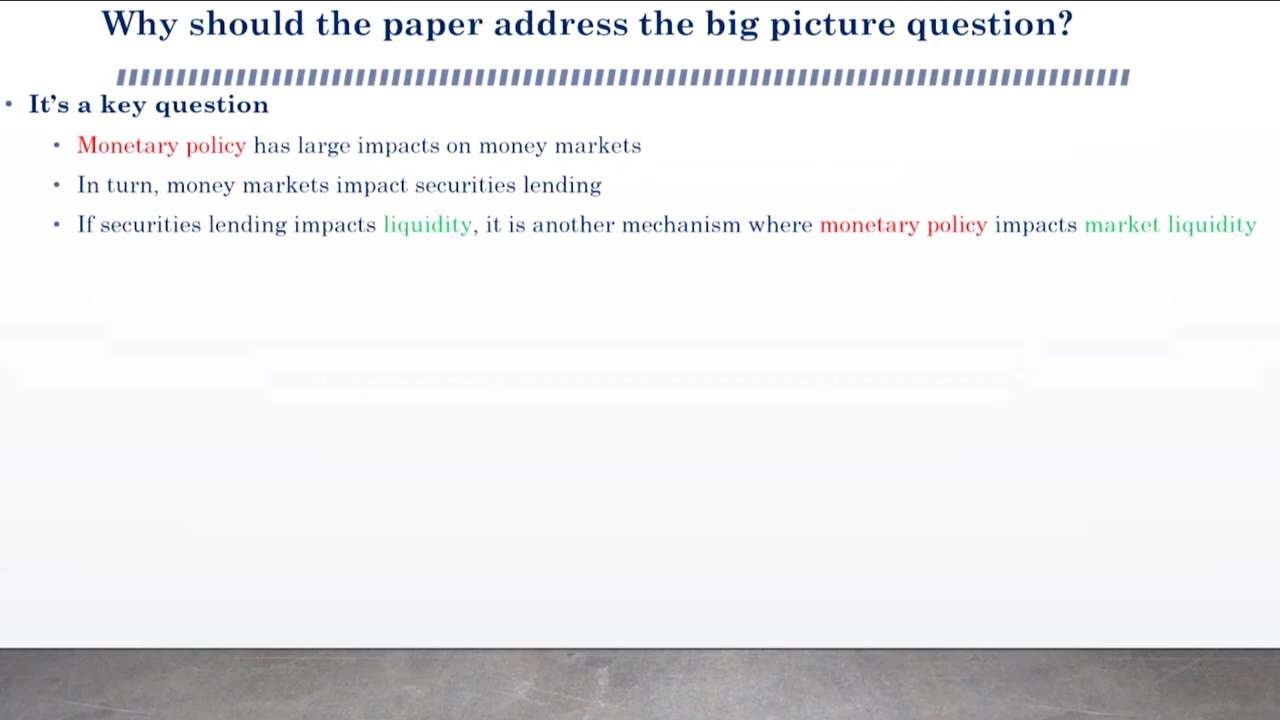 Why should the paper address the big picture question?
• It's a key question
• Monetary policy has large impacts on money markets
• In turn, money markets impact securities lending
• If securities lending impacts liquidity, it is another mechanism where monetary policy impacts market liquidity